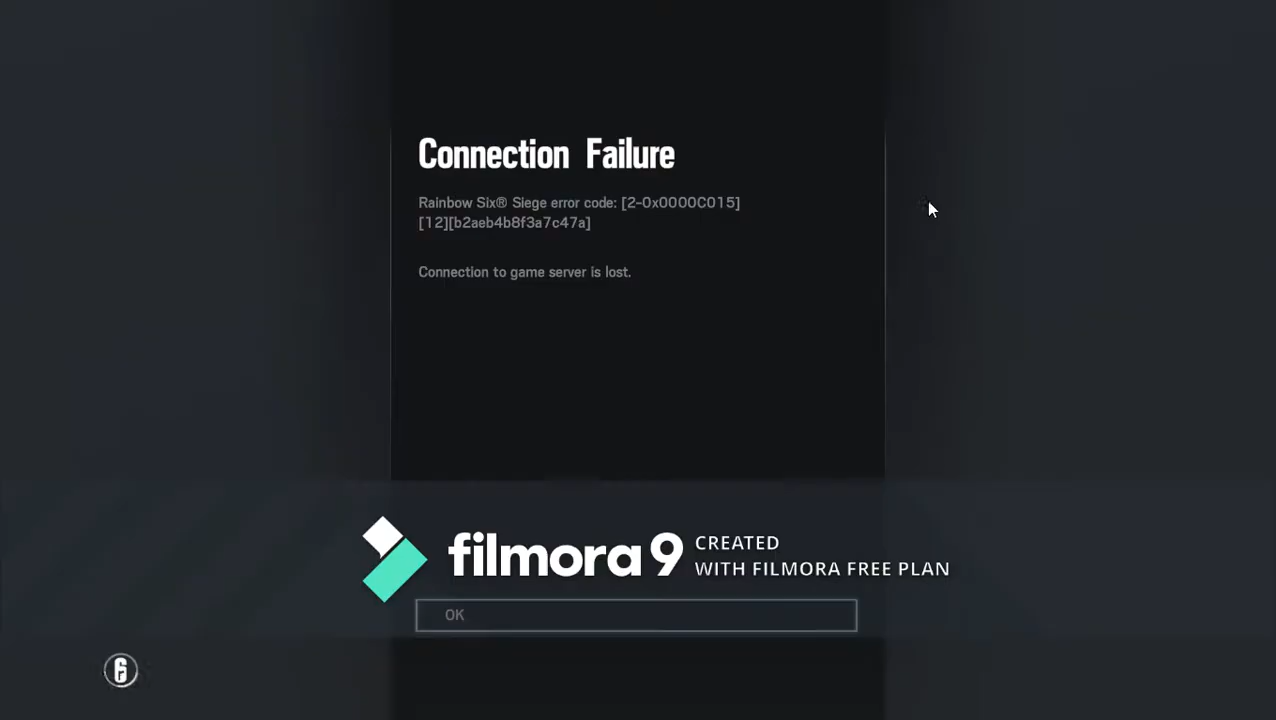 Connection Failure
Rainbow Six® Siege error code: [2-0x0000C015]
[12][b2aeb4b8f3a7c47a]
Connection to game server is lost.
filmora 9 CREATED
WITH FILMORA FREE PLAN
OK
6